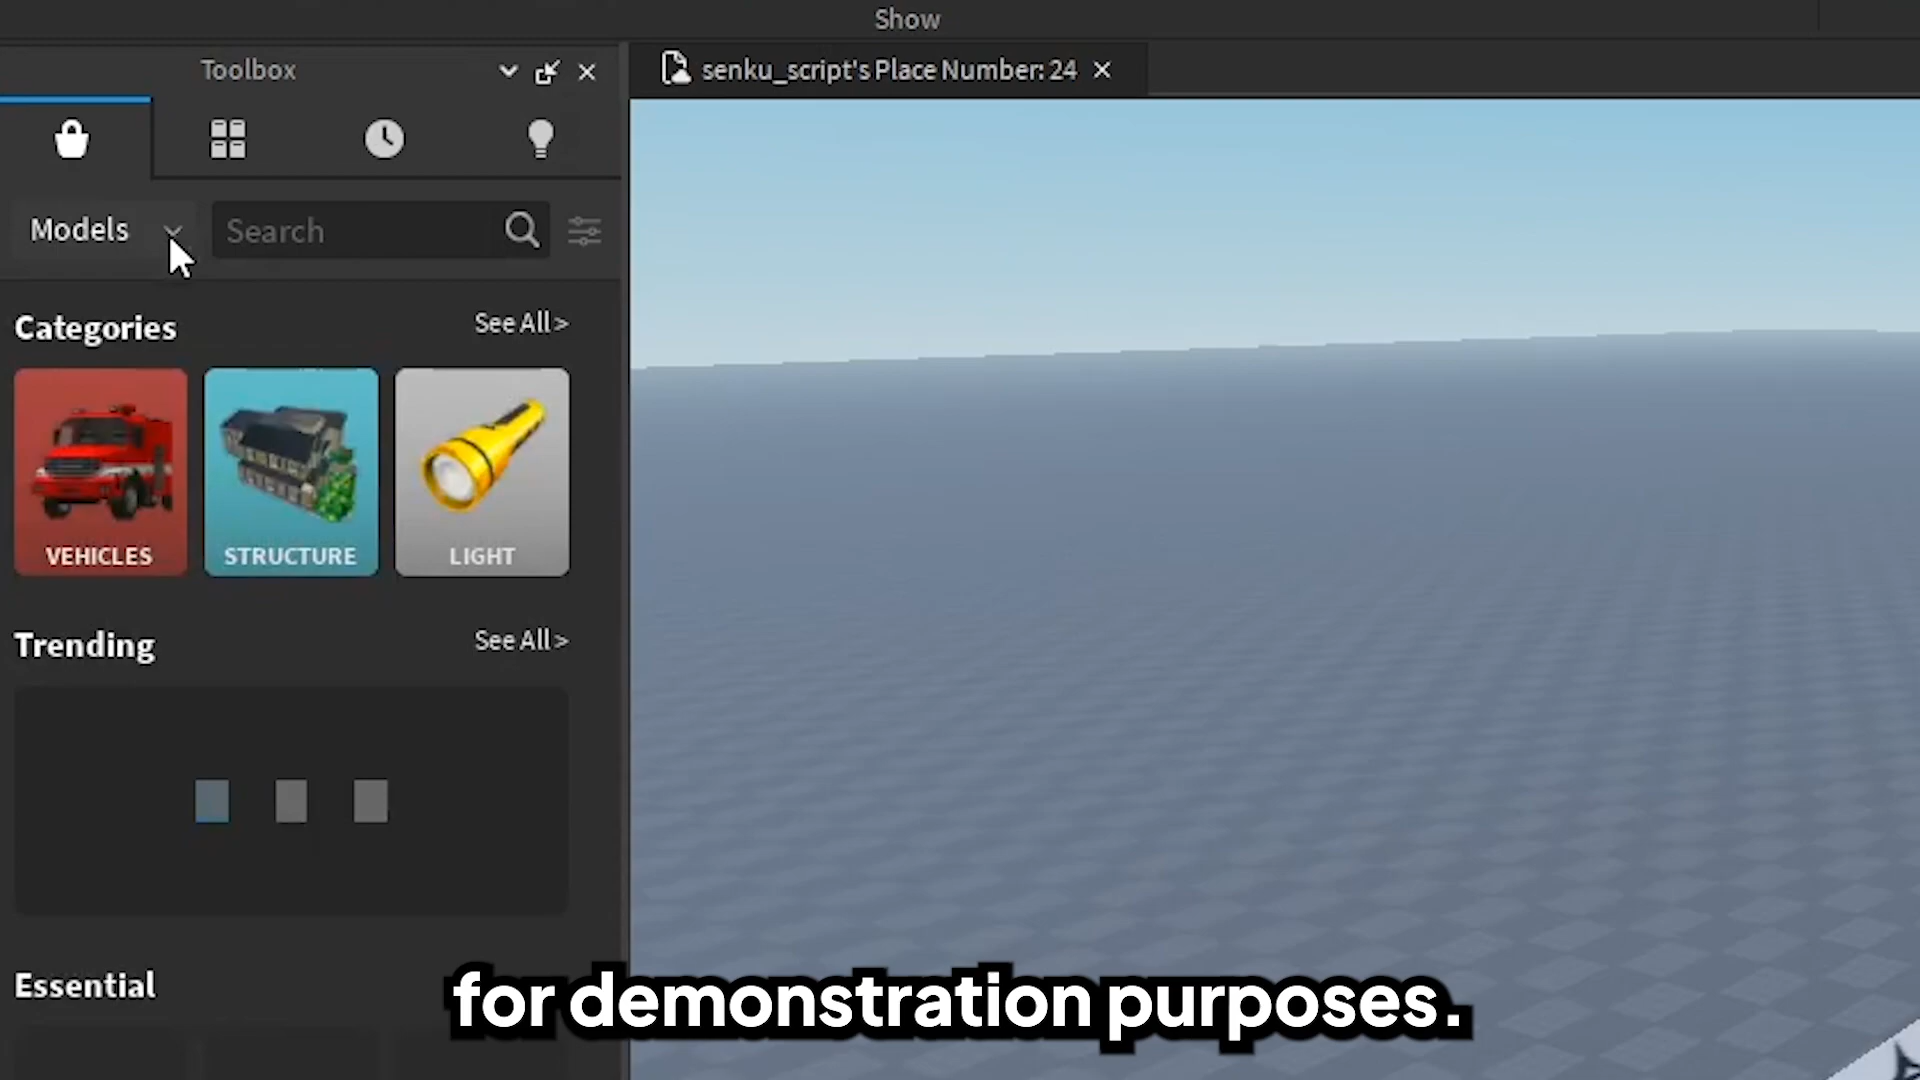 Show
Toolbox
senku_script's Place Number: 24
Models
Search
Categories
See All >
VEHICLES
STRUCTURE
LIGHT
Trending
See All >
Essential
for demonstration purposes.